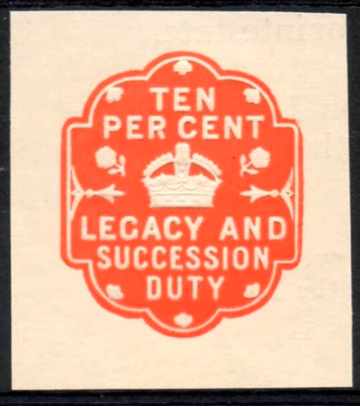 TEN
PER CENT
LEGACY AND
SUCCESSION
DUTY